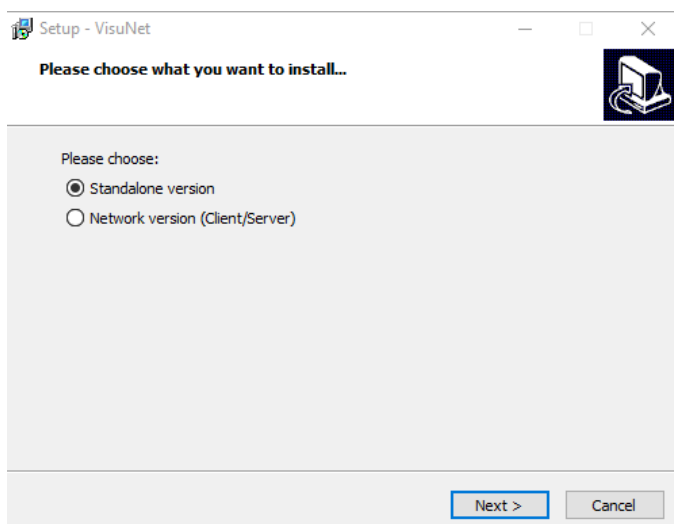 Setup - VisuNet
Please choose what you want to install...
Please choose:
Standalone version
Network version (Client/Server)
Next >
Cancel